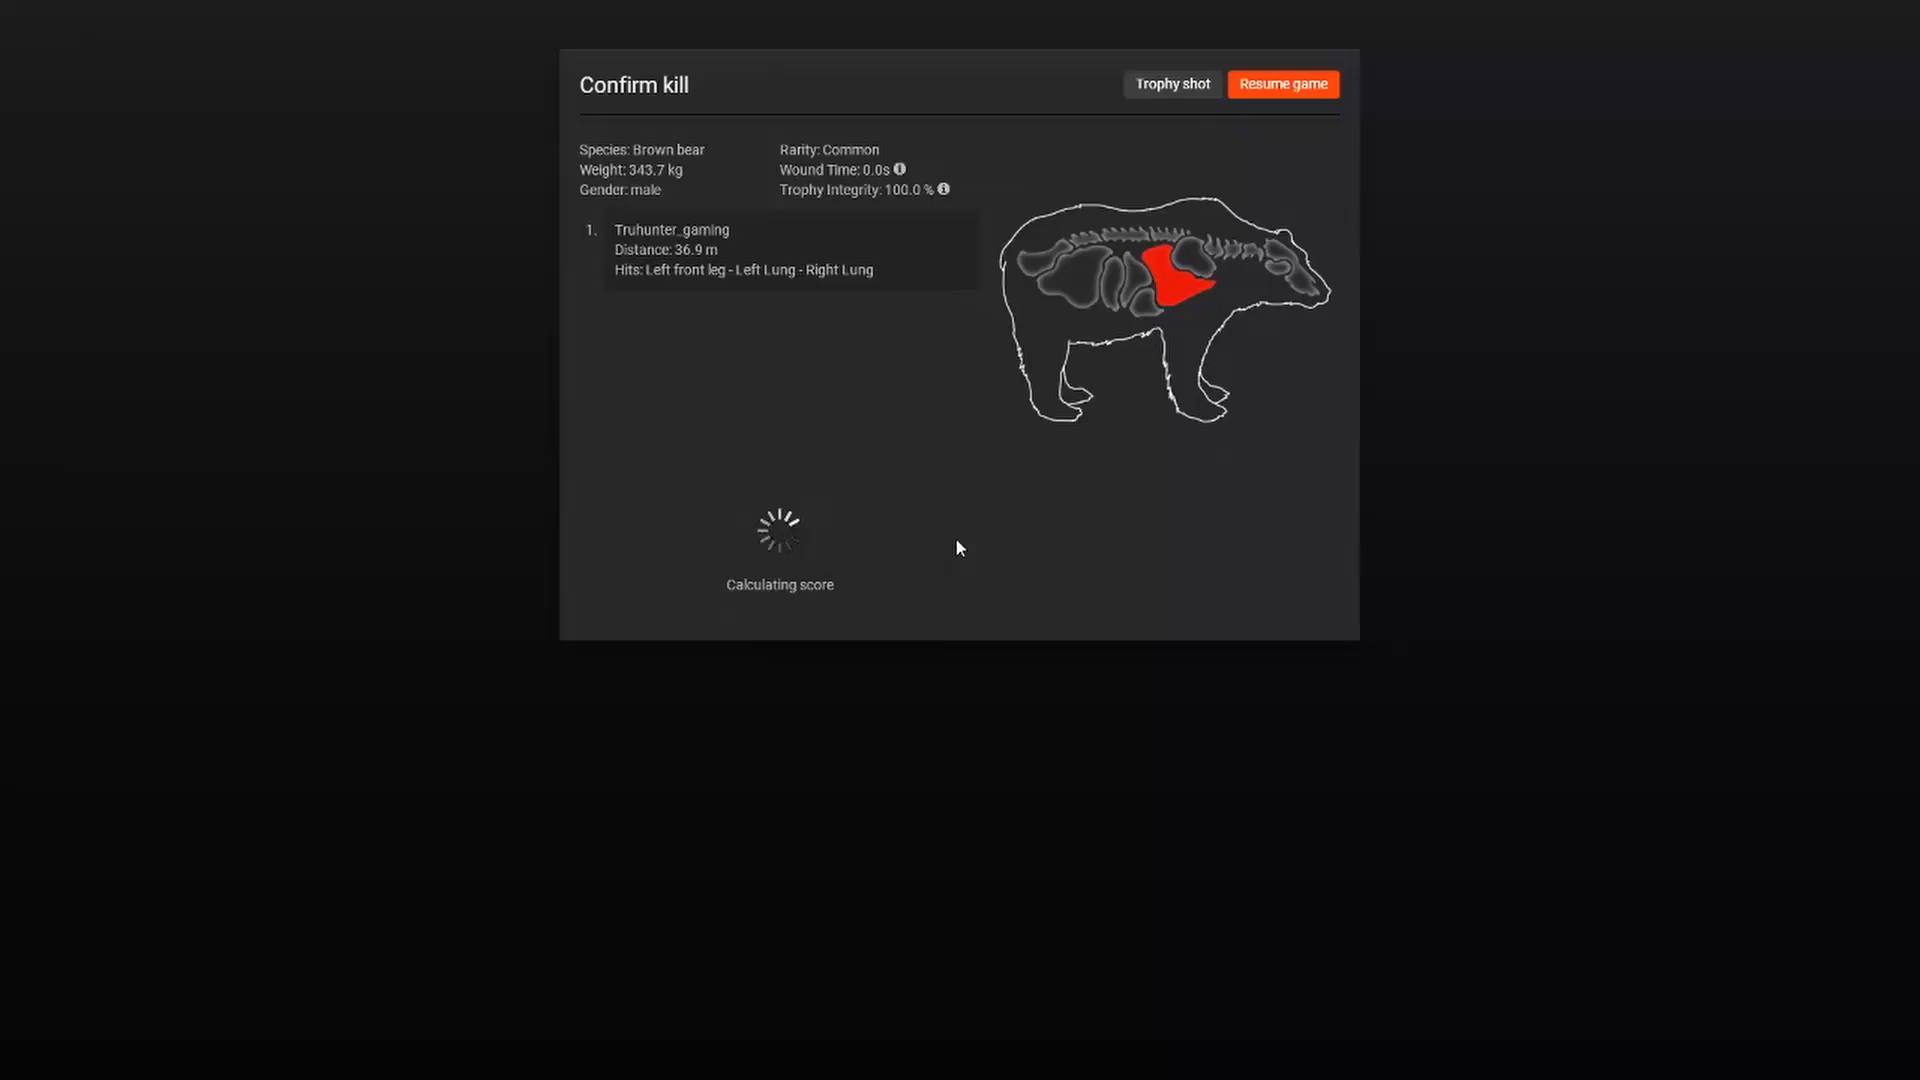 Confirm kill
Trophy shot
Resume game
Species: Brown bear
Weight: 343.7 kg
Gender: male
Rarity: Common
Wound Time: 0.0s
Trophy Integrity: 100.0 %
1.
Truhunter_gaming
Distance: 36.9 m
Hits: Left front leg - Left Lung - Right Lung
Calculating score